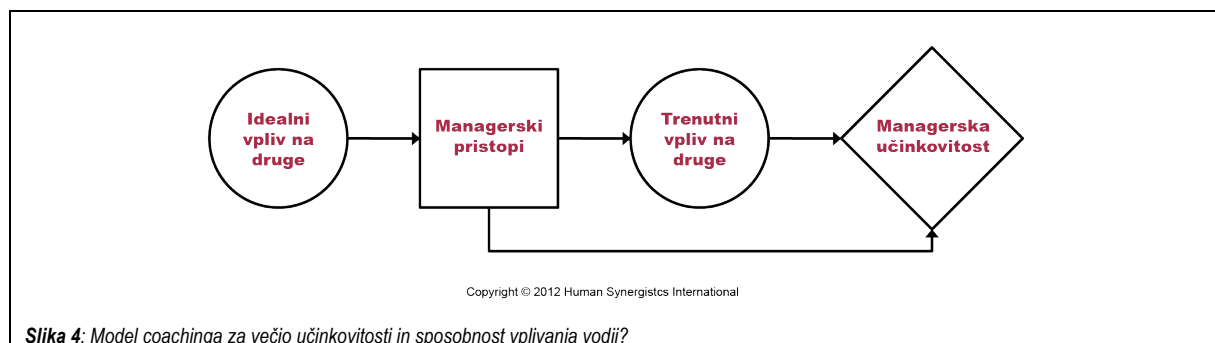 Idealni
vpliv na
druge
Managerski
pristopi
Trenutni
vpliv na
druge
Managerska
učinkovitost
Copyright © 2012 Human Synergistcs International
Slika 4: Model coachinga za večjo učinkovitosti in sposobnost vplivanja vodij?